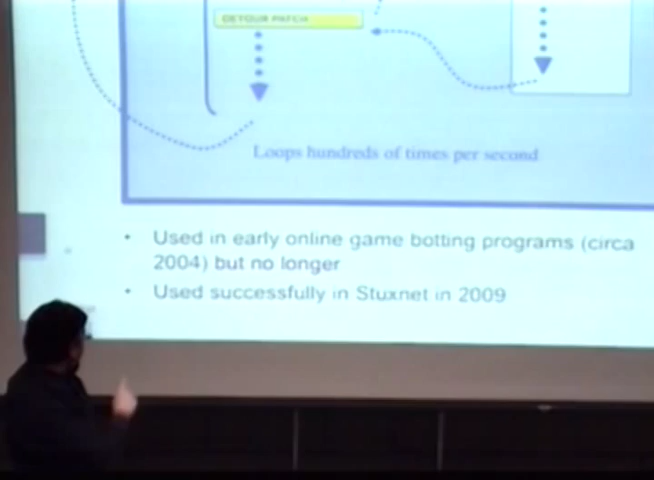 DETOUR PATCH
Loops hundreds of times per second
• Used in early online game botting programs (circa
2004) but no longer
• Used successfully in Stuxnet in 2009